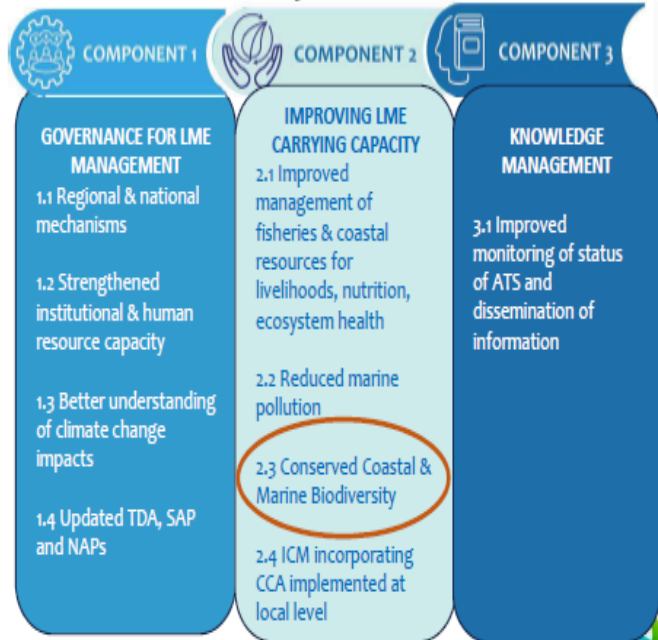 COMPONENT 1
GOVERNANCE FOR LME
MANAGEMENT
1.1 Regional & national
mechanisms
1.2 Strengthened
institutional & human
resource capacity
1.3 Better understanding
of climate change
impacts
1.4 Updated TDA, SAP
and NAPs
COMPONENT 2
IMPROVING LME
CARRYING CAPACITY
2.1 Improved
management of
fisheries & coastal
resources for
livelihoods, nutrition,
ecosystem health
2.2 Reduced marine
pollution
2.3 Conserved Coastal &
Marine Biodiversity
2.4 ICM incorporating
CCA implemented at
local level
COMPONENT 3
KNOWLEDGE
MANAGEMENT
3.1 Improved
monitoring of status
of ATS and
dissemination of
information